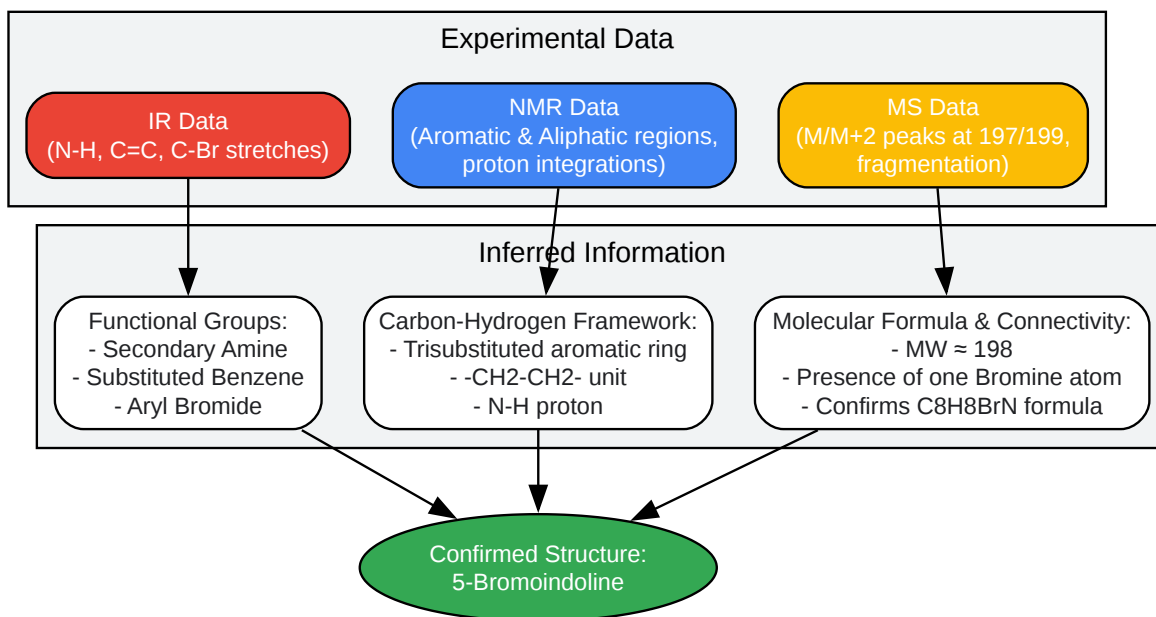 Experimental Data
IR Data
(N-H, C=C, C-Br stretches)
NMR Data
(Aromatic & Aliphatic regions,
proton integrations)
MS Data
(M/M+2 peaks at 197/199,
fragmentation)
Inferred Information
Functional Groups:
- Secondary Amine
- Substituted Benzene
- Aryl Bromide
Carbon-Hydrogen Framework:
- Trisubstituted aromatic ring
- -CH2-CH2- unit
- N-H proton
Molecular Formula & Connectivity:
- MW ≈ 198
- Presence of one Bromine atom
- Confirms C8H8BrN formula
Confirmed Structure:
5-Bromoindoline